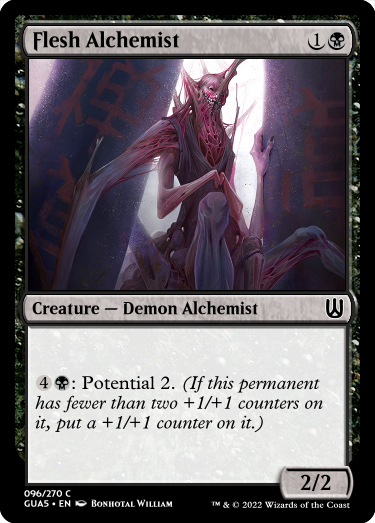 Flesh Alchemist 1
Creature — Demon Alchemist
4 : Potential 2. (If this permanent
has fewer than two +1/+1 counters on
it, put a +1/+1 counter on it.)
2/2
096/270 C
GUA5 • EN Bonhotal William
™ & © 2022 Wizards of the Coast